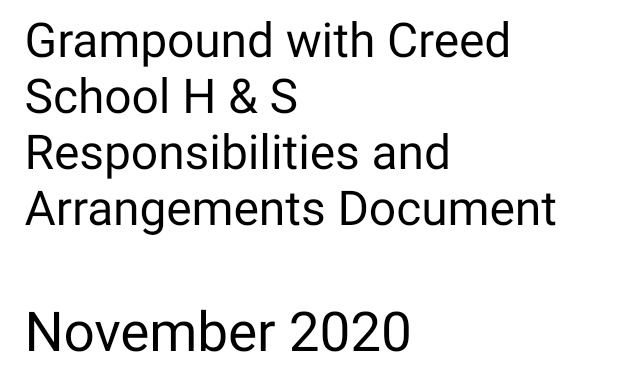 Grampound with Creed
School H & S
Responsibilities and
Arrangements Document
November 2020